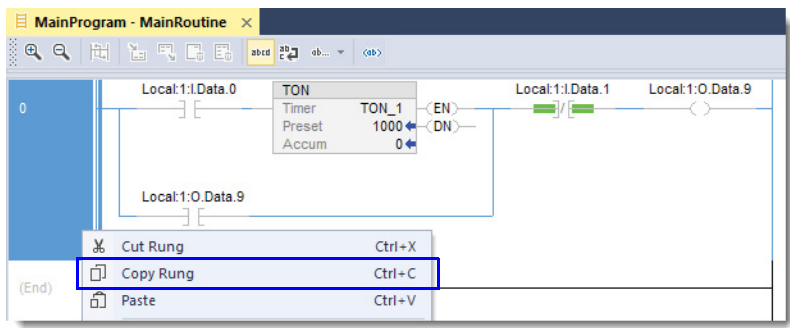 MainProgram - MainRoutine ×
abcd ab... <ab>
Local:1:I.Data.0 TON Local:1:I.Data.1 Local:1:O.Data.9
0 Timer TON_1 EN
Preset 1000 DN
Accum 0
Local:1:O.Data.9
Cut Rung Ctrl+X
Copy Rung Ctrl+C
(End) Paste Ctrl+V